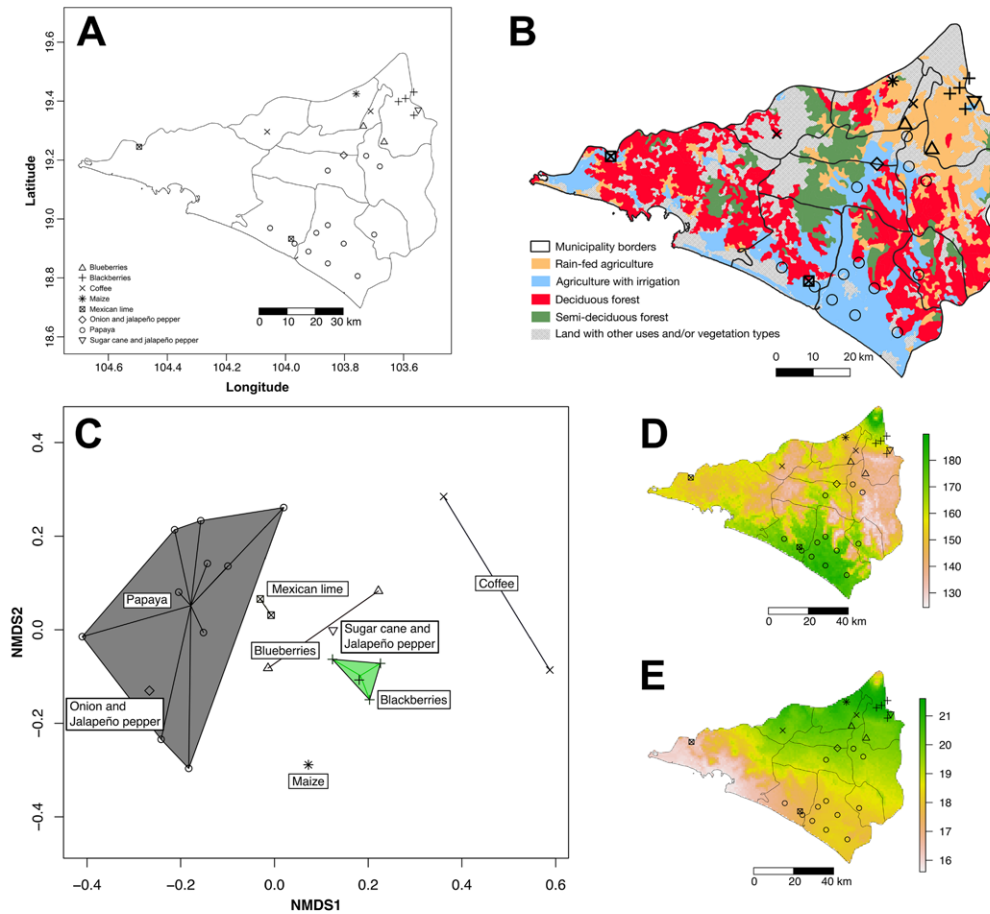 A
19.6
19.4
19.2
19.0
18.8
18.6
Latitude
Blueberries
Blackberries
Coffee
Maize
Mexican lime
Onion and jalapeño pepper
Papaya
Sugar cane and jalapeño pepper
0 10 20 30 km
104.6 104.4 104.2 104.0 103.8 103.6
Longitude
B
Municipality borders
Rain-fed agriculture
Agriculture with irrigation
Deciduous forest
Semi-deciduous forest
Land with other uses and/or vegetation types
0 10 20 km
C
0.4
0.2
0.0
−0.2
−0.4
NMDS2
Papaya
Mexican lime
Coffee
Blueberries
Sugar cane and
Jalapeño pepper
Blackberries
Onion and
Jalapeño pepper
Maize
−0.4 −0.2 0.0 0.2 0.4 0.6
NMDS1
D
180
170
160
150
140
130
0 20 40 km
E
21
20
19
18
17
16
0 20 40 km